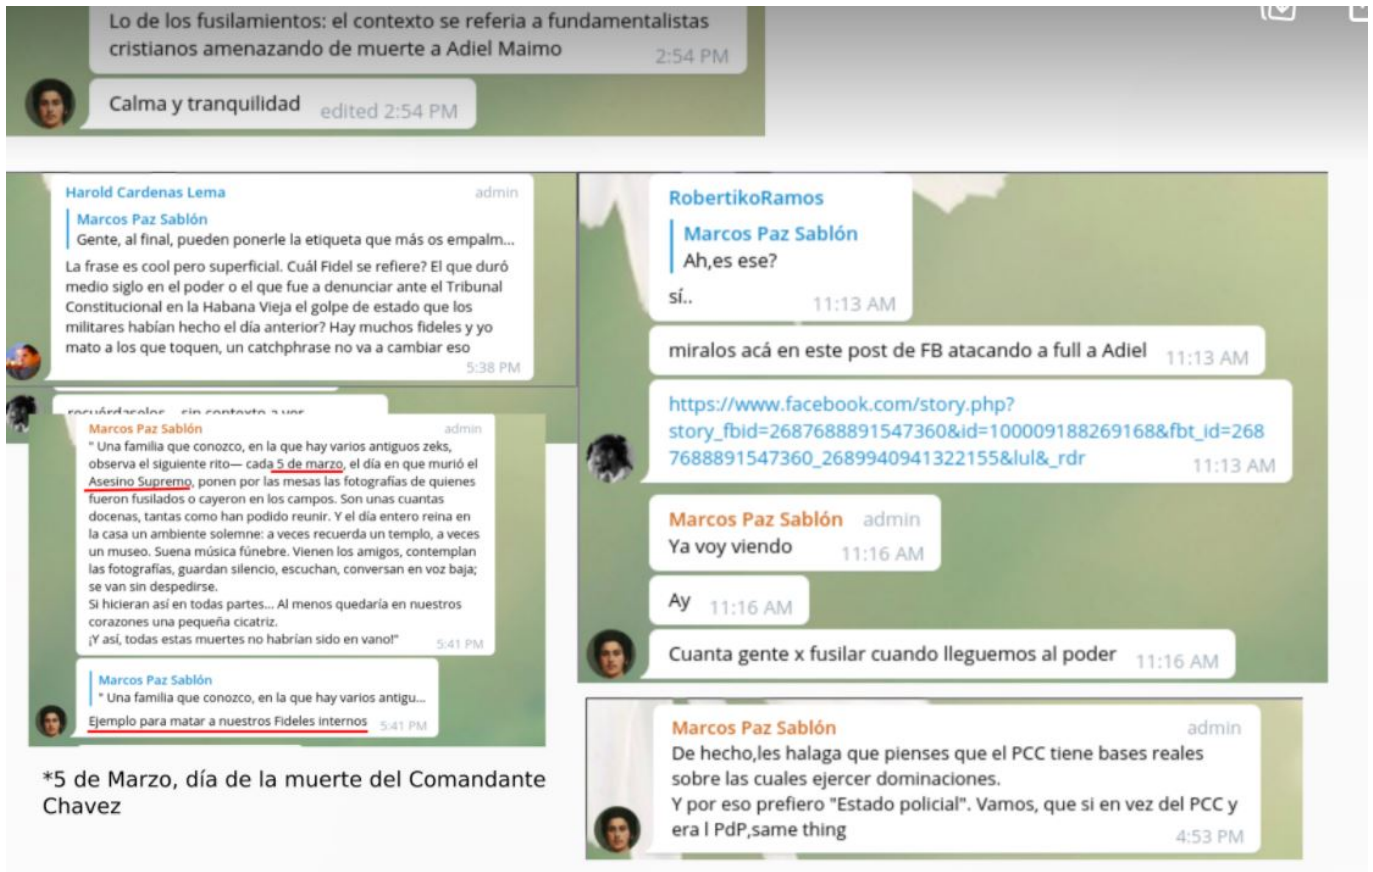 Lo de los fusilamientos: el contexto se referia a fundamentalistas
cristianos amenazando de muerte a Adiel Maimo
2:54 PM
Calma y tranquilidad edited 2:54 PM
Harold Cardenas Lema admin
Marcos Paz Sablón
Gente, al final, pueden ponerle la etiqueta que más os empalm...
La frase es cool pero superficial. Cuál Fidel se refiere? El que duró
medio siglo en el poder o el que fue a denunciar ante el Tribunal
Constitucional en la Habana Vieja el golpe de estado que los
militares habían hecho el día anterior? Hay muchos fideles y yo
mato a los que toquen, un catchphrase no va a cambiar eso
5:38 PM
recuérdaselos... sin contexto a ver
Marcos Paz Sablón admin
" Una familia que conozco, en la que hay varios antiguos zeks,
observa el siguiente rito— cada 5 de marzo, el día en que murió el
Asesino Supremo, ponen por las mesas las fotografías de quienes
fueron fusilados o cayeron en los campos. Son unas cuantas
docenas, tantas como han podido reunir. Y el día entero reina en
la casa un ambiente solemne: a veces recuerda un templo, a veces
un museo. Suena música fúnebre. Vienen los amigos, contemplan
las fotografías, guardan silencio, escuchan, conversan en voz baja;
se van sin despedirse.
Si hicieran así en todas partes... Al menos quedaría en nuestros
corazones una pequeña cicatriz.
¡Y así, todas estas muertes no habrían sido en vano!"
5:41 PM
Marcos Paz Sablón
" Una familia que conozco, en la que hay varios antigu...
Ejemplo para matar a nuestros Fideles internos 5:41 PM
*5 de Marzo, día de la muerte del Comandante
Chavez
RobertikoRamos
Marcos Paz Sablón
Ah,es ese?
sí.. 11:13 AM
miralos acá en este post de FB atacando a full a Adiel 11:13 AM
https://www.facebook.com/story.php?
story_fbid=2687688891547360&id=100009188269168&fbt_id=268
7688891547360_2689940941322155&lul&_rdr
11:13 AM
Marcos Paz Sablón admin
Ya voy viendo 11:16 AM
Ay 11:16 AM
Cuanta gente x fusilar cuando lleguemos al poder 11:16 AM
Marcos Paz Sablón admin
De hecho,les halaga que pienses que el PCC tiene bases reales
sobre las cuales ejercer dominaciones.
Y por eso prefiero "Estado policial". Vamos, que si en vez del PCC y
era l PdP,same thing
4:53 PM